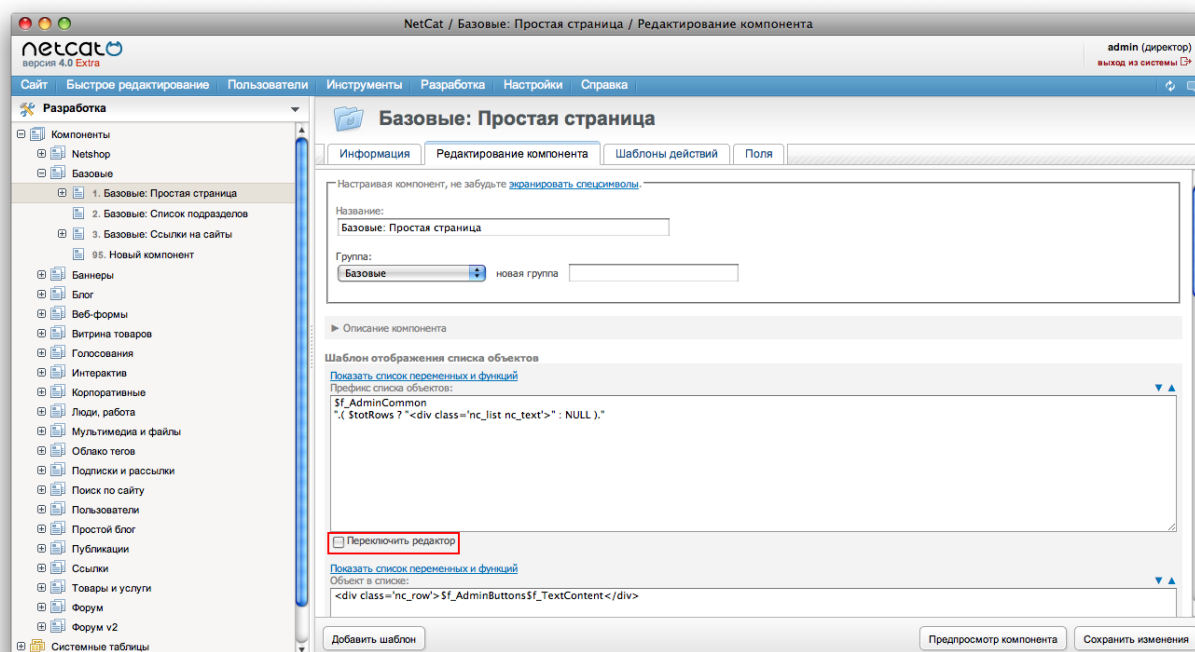 NetCat / Базовые: Простая страница / Редактирование компонента
netcat
версия 4.0 Extra
admin (директор)
выход из системы
Сайт Быстрое редактирование Пользователи Инструменты Разработка Настройки Справка
Разработка
Компоненты
Netshop
Базовые
1. Базовые: Простая страница
2. Базовые: Список подразделов
3. Базовые: Ссылки на сайты
95. Новый компонент
Баннеры
Блог
Веб-формы
Витрина товаров
Голосования
Интерактив
Корпоративные
Люди, работа
Мультимедиа и файлы
Облако тегов
Подписки и рассылки
Поиск по сайту
Пользователи
Простой блог
Публикации
Ссылки
Товары и услуги
Форум
Форум v2
Системные таблицы
Базовые: Простая страница
Информация Редактирование компонента Шаблоны действий Поля
Настраивая компонент, не забудьте экранировать спецсимволы.
Название:
Базовые: Простая страница
Группа:
Базовые новая группа
Описание компонента
Шаблон отображения списка объектов
Показать список переменных и функций
Префикс списка объектов:
$f_AdminCommon
".( $totRows ? "<div class='nc_list nc_text'>" : NULL )."
Переключить редактор
Показать список переменных и функций
Объект в списке:
<div class='nc_row'>$f_AdminButtons$f_TextContent</div>
Добавить шаблон Предпросмотр компонента Сохранить изменения